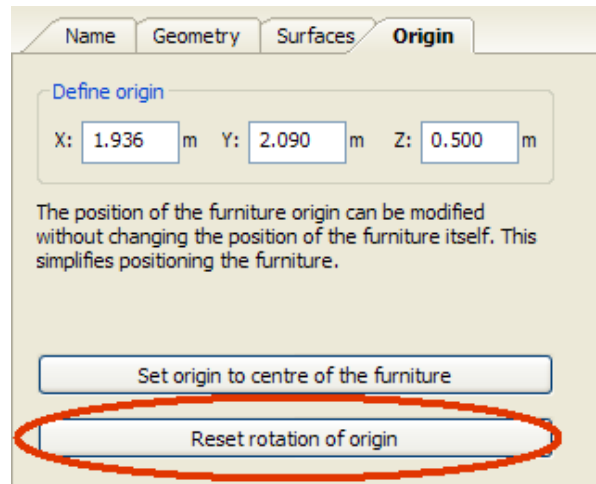 Name Geometry Surfaces Origin
Define origin
X: 1.936 m Y: 2.090 m Z: 0.500 m
The position of the furniture origin can be modified
without changing the position of the furniture itself. This
simplifies positioning the furniture.
Set origin to centre of the furniture
Reset rotation of origin